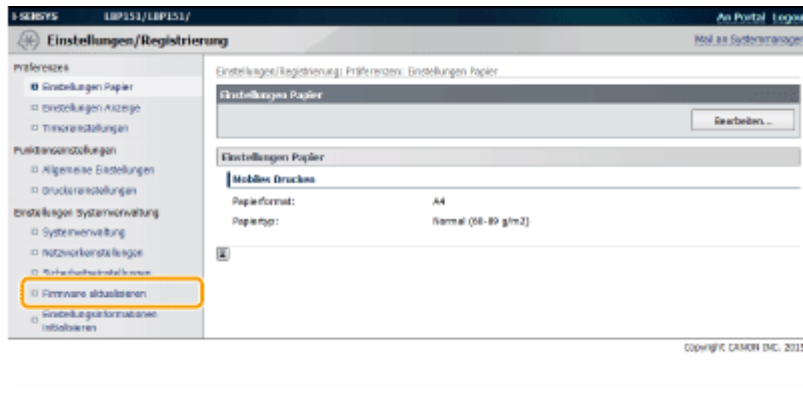 i-SENSYS LBP151/LBP151/ An Portal Logou
Einstellungen/Registrierung Mail an Systemmanager
Präferenzen
Einstellungen Papier
Einstellungen Anzeige
Timereinstellungen
Funktionseinstellungen
Allgemeine Einstellungen
Druckereinstellungen
Einstellungen Systemverwaltung
Systemverwaltung
Netzwerkeinstellungen
Sicherheitseinstellungen
Firmware aktualisieren
Einstellungsinformationen
initialisieren
Einstellungen/Registrierung: Präferenzen: Einstellungen Papier
Einstellungen Papier
Bearbeiten...
Einstellungen Papier
Mobiles Drucken
Papierformat: A4
Papiertyp: Normal (60-89 g/m2)
Copyright CANON INC. 2015